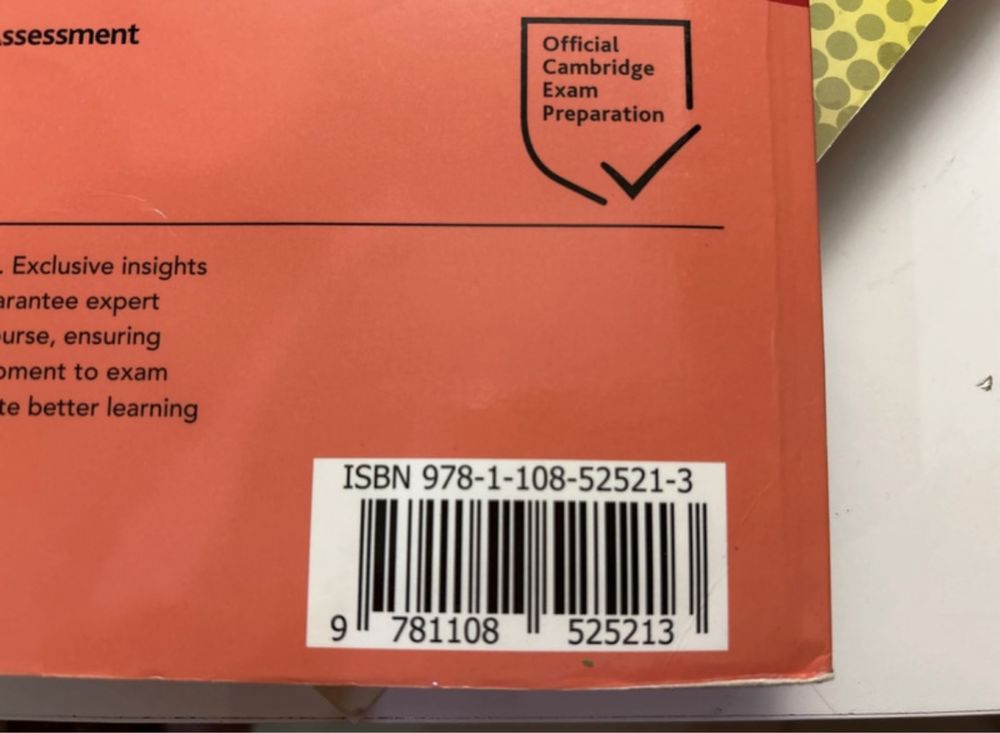 ssessment
Official
Cambridge
Exam
Preparation
. Exclusive insights
arantee expert
urse, ensuring
pment to exam
te better learning
ISBN 978-1-108-52521-3
9 781108 525213